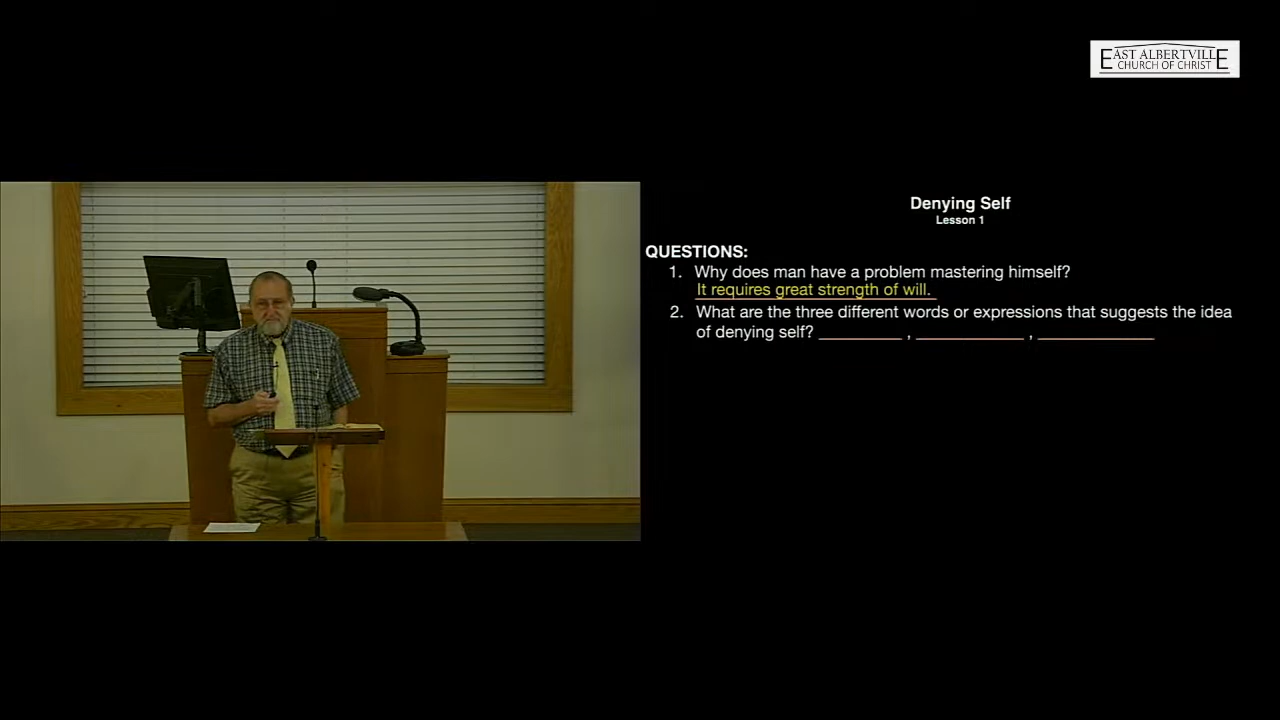 EAST ALBERTVILLE
CHURCH OF CHRIST
Denying Self
Lesson 1
QUESTIONS:
1. Why does man have a problem mastering himself?
It requires great strength of will.
2. What are the three different words or expressions that suggests the idea
of denying self? __________ , __________ , __________